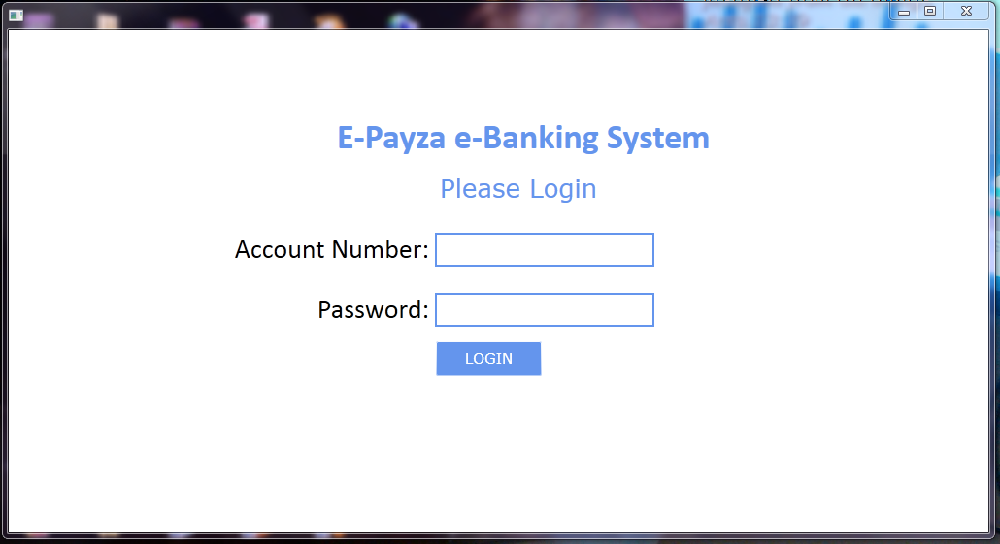 E-Payza e-Banking System
Please Login
Account Number:
Password:
LOGIN